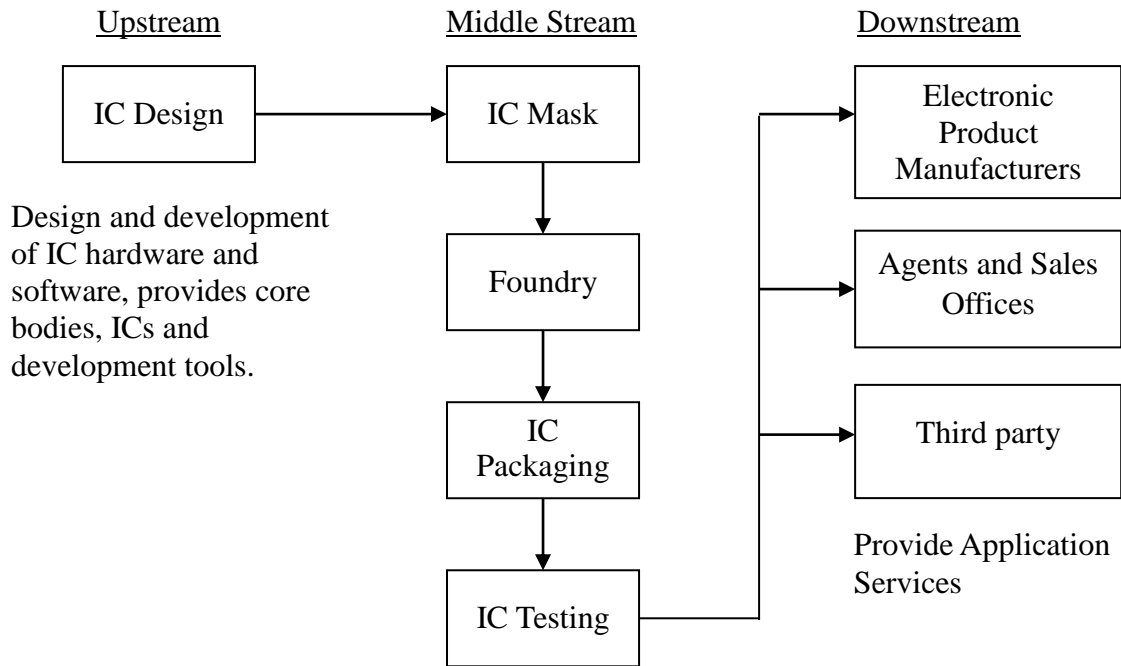 Upstream
Middle Stream
Downstream
IC Design
IC Mask
Electronic
Product
Manufacturers
Design and development
of IC hardware and
software, provides core
bodies, ICs and
development tools.
Foundry
Agents and Sales
Offices
IC
Packaging
Third party
Provide Application
Services
IC Testing